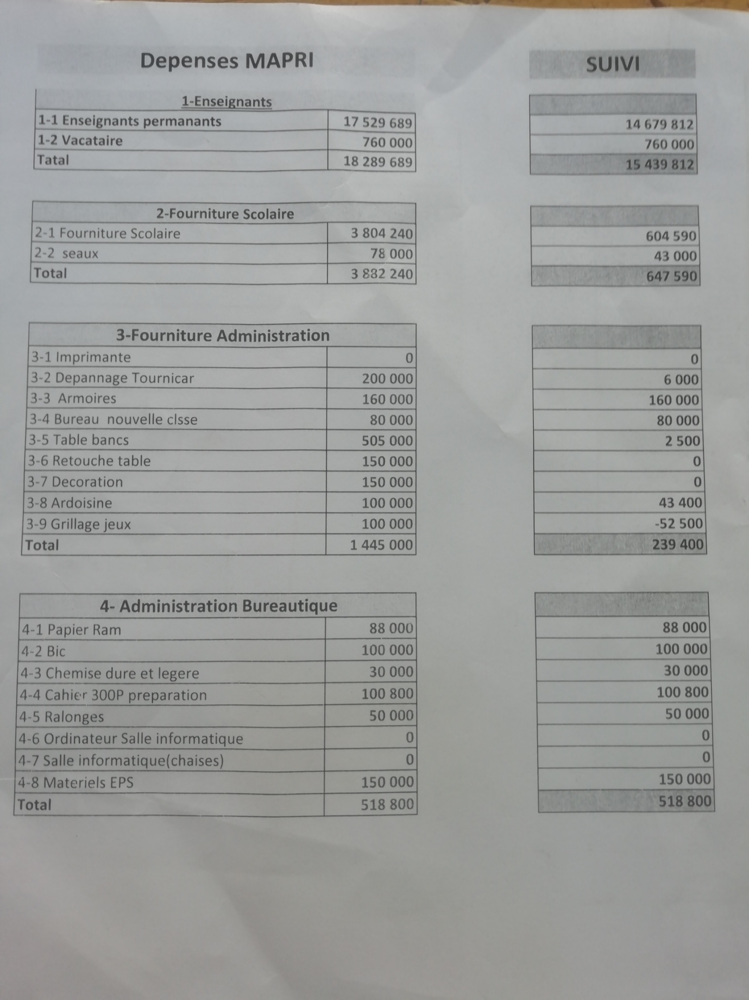 Depenses MAPRI SUIVI
1-Enseignants
1-1 Enseignants permanants 17 529 689 14 679 812
1-2 Vacataire 760 000 760 000
Tatal 18 289 689 15 439 812
2-Fourniture Scolaire
2-1 Fourniture Scolaire 3 804 240 604 590
2-2 seaux 78 000 43 000
Total 3 882 240 647 590
3-Fourniture Administration
3-1 Imprimante 0 0
3-2 Depannage Tournicar 200 000 6 000
3-3 Armoires 160 000 160 000
3-4 Bureau nouvelle clsse 80 000 80 000
3-5 Table bancs 505 000 2 500
3-6 Retouche table 150 000 0
3-7 Decoration 150 000 0
3-8 Ardoisine 100 000 43 400
3-9 Grillage jeux 100 000 -52 500
Total 1 445 000 239 400
4- Administration Bureautique
4-1 Papier Ram 88 000 88 000
4-2 Bic 100 000 100 000
4-3 Chemise dure et legere 30 000 30 000
4-4 Cahier 300P preparation 100 800 100 800
4-5 Ralonges 50 000 50 000
4-6 Ordinateur Salle informatique 0 0
4-7 Salle informatique(chaises) 0 0
4-8 Materiels EPS 150 000 150 000
Total 518 800 518 800